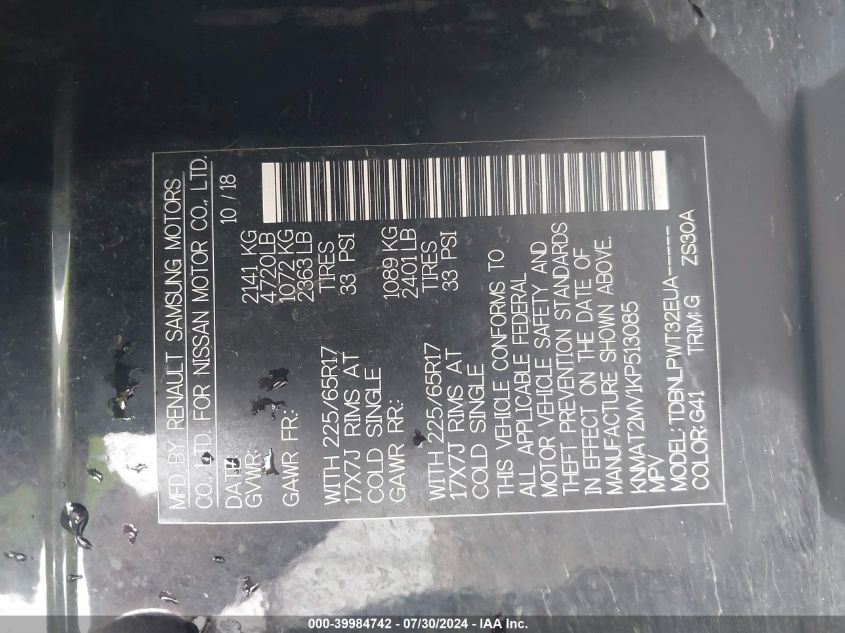 MFD BY RENAULT SAMSUNG MOTORS
CO., LTD. FOR NISSAN MOTOR CO., LTD.
DATE: 10 / 18
GVWR: 2141 KG
4720LB
GAWR FR.: 1072 KG
2363 LB
WITH 225/65R17 TIRES
17X7J RIMS AT 33 PSI
COLD SINGLE
GAWR RR.: 1089 KG
2401 LB
WITH 225/65R17 TIRES
17X7J RIMS AT 33 PSI
COLD SINGLE
THIS VEHICLE CONFORMS TO
ALL APPLICABLE FEDERAL
MOTOR VEHICLE SAFETY AND
THEFT PREVENTION STANDARDS
IN EFFECT ON THE DATE OF
MANUFACTURE SHOWN ABOVE.
KNMAT2MV1KP513085
MPV
MODEL: TDBNLPWT32EUA-----
COLOR: G41 TRIM: G ZS30A
000-39984742 - 07/30/2024 - IAA Inc.